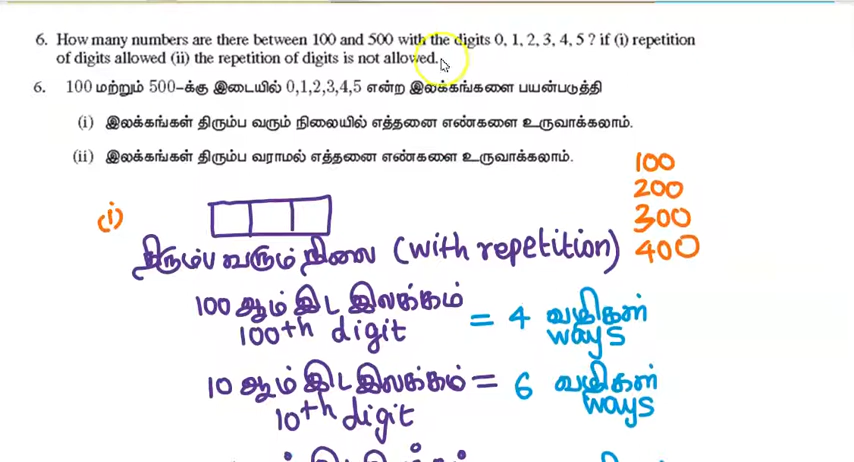 6. How many numbers are there between 100 and 500 with the digits 0, 1, 2, 3, 4, 5 ? if (i) repetition
of digits allowed (ii) the repetition of digits is not allowed.
6. 100 மற்றும் 500-க்கு இடையில் 0,1,2,3,4,5 என்ற இலக்கங்களை பயன்படுத்தி
(i) இலக்கங்கள் திரும்ப வரும் நிலையில் எத்தனை எண்களை உருவாக்கலாம்.
(ii) இலக்கங்கள் திரும்ப வராமல் எத்தனை எண்களை உருவாக்கலாம்.
100
200
300
400
(i)
திரும்ப வரும் நிலை (with repetition)
100 ஆம் இட இலக்கம்
100th digit
= 4 வழிகள்
ways
10 ஆம் இட இலக்கம் = 6 வழிகள்
10th digit
ways